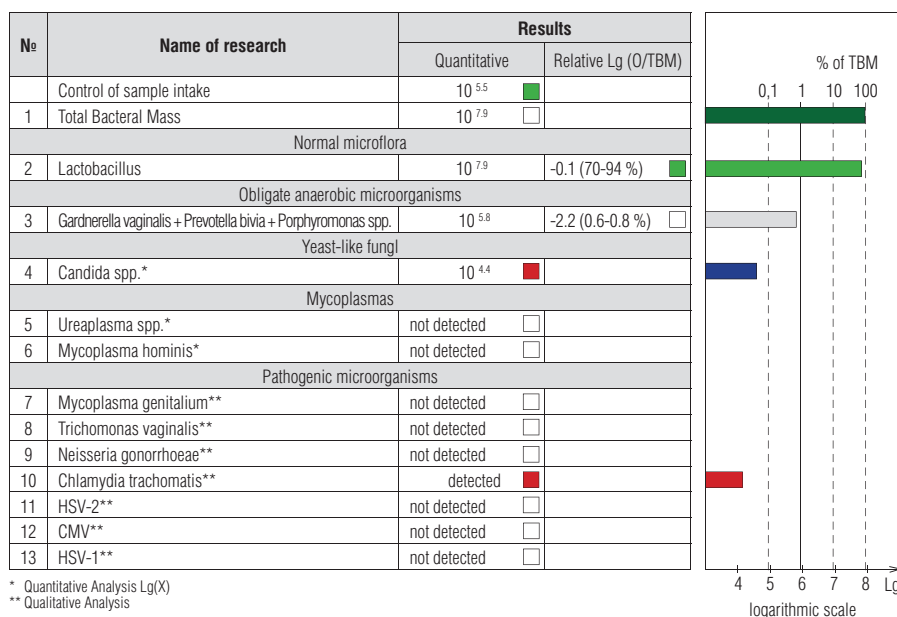 № Name of research Results
Quantitative Relative Lg (O/TBM)
Control of sample intake 10 5.5
1 Total Bacteral Mass 10 7.9
Normal microflora
2 Lactobacillus 10 7.9 -0.1 (70-94 %)
Obligate anaerobic microorganisms
3 Gardnerella vaginalis + Prevotella bivia + Porphyromonas spp. 10 5.8 -2.2 (0.6-0.8 %)
Yeast-like fungl
4 Candida spp.* 10 4.4
Mycoplasmas
5 Ureaplasma spp.* not detected
6 Mycoplasma hominis* not detected
Pathogenic microorganisms
7 Mycoplasma genitalium** not detected
8 Trichomonas vaginalis** not detected
9 Neisseria gonorrhoeae** not detected
10 Chlamydia trachomatis** detected
11 HSV-2** not detected
12 CMV** not detected
13 HSV-1** not detected
* Quantitative Analysis Lg(X)
** Qualitative Analysis
% of TBM
0,1 1 10 100
4 5 6 7 8 Lg
logarithmic scale